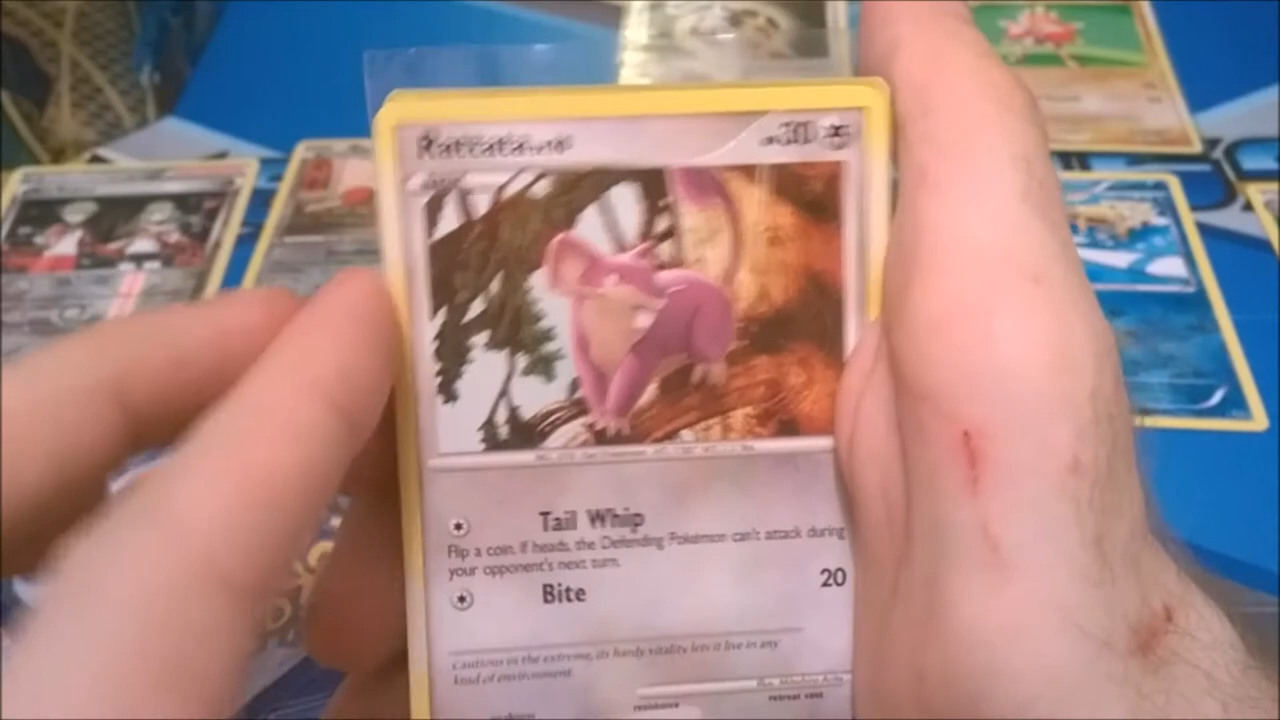 Rattata
Tail Whip
Flip a coin. If heads, the Defending Pokémon can't attack during
your opponent's next turn.
Bite 20
Cautious in the extreme, its hardy vitality lets it live in any
kind of environment.
weakness resistance retreat cost